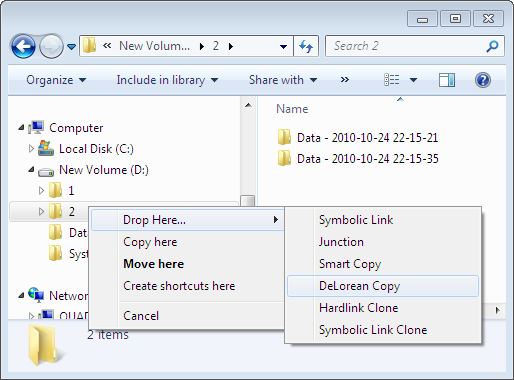 New Volum... 2
Search 2
Organize Include in library Share with »
Computer
Local Disk (C:)
New Volume (D:)
1
2
Dat
Syst
Network
QUAD
Name
Data - 2010-10-24 22-15-21
Data - 2010-10-24 22-15-35
Drop Here...
Copy here
Move here
Create shortcuts here
Cancel
Symbolic Link
Junction
Smart Copy
DeLorean Copy
Hardlink Clone
Symbolic Link Clone
2 items